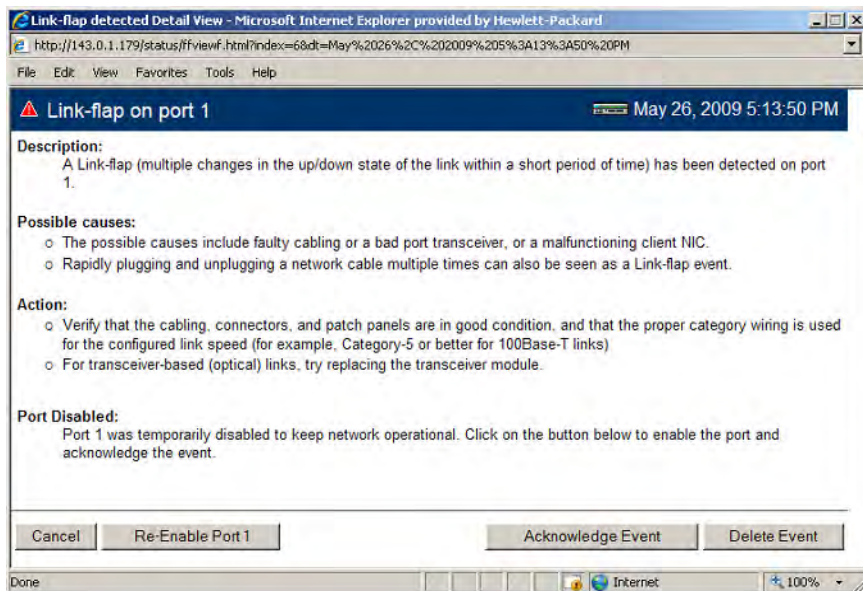 Link-flap detected Detail View - Microsoft Internet Explorer provided by Hewlett-Packard
http://143.0.1.179/status/ffviewf.html?index=6&dt=May%2026%2C%202009%205%3A13%3A50%20PM
File Edit View Favorites Tools Help
Link-flap on port 1 May 26, 2009 5:13:50 PM
Description:
A Link-flap (multiple changes in the up/down state of the link within a short period of time) has been detected on port
1.
Possible causes:
o The possible causes include faulty cabling or a bad port transceiver, or a malfunctioning client NIC.
o Rapidly plugging and unplugging a network cable multiple times can also be seen as a Link-flap event.
Action:
o Verify that the cabling, connectors, and patch panels are in good condition, and that the proper category wiring is used
for the configured link speed (for example, Category-5 or better for 100Base-T links)
o For transceiver-based (optical) links, try replacing the transceiver module.
Port Disabled:
Port 1 was temporarily disabled to keep network operational. Click on the button below to enable the port and
acknowledge the event.
Cancel Re-Enable Port 1 Acknowledge Event Delete Event
Done Internet 100%